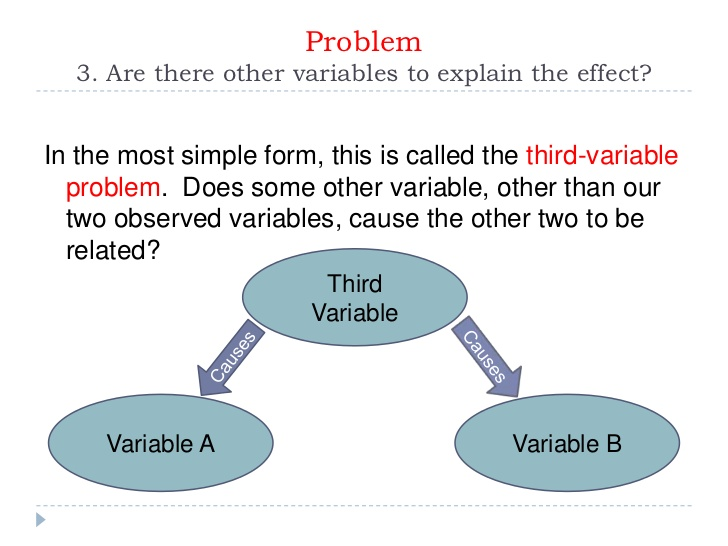 Problem
3. Are there other variables to explain the effect?
In the most simple form, this is called the third-variable
problem. Does some other variable, other than our
two observed variables, cause the other two to be
related?
Third
Variable
Causes
Causes
Variable A
Variable B